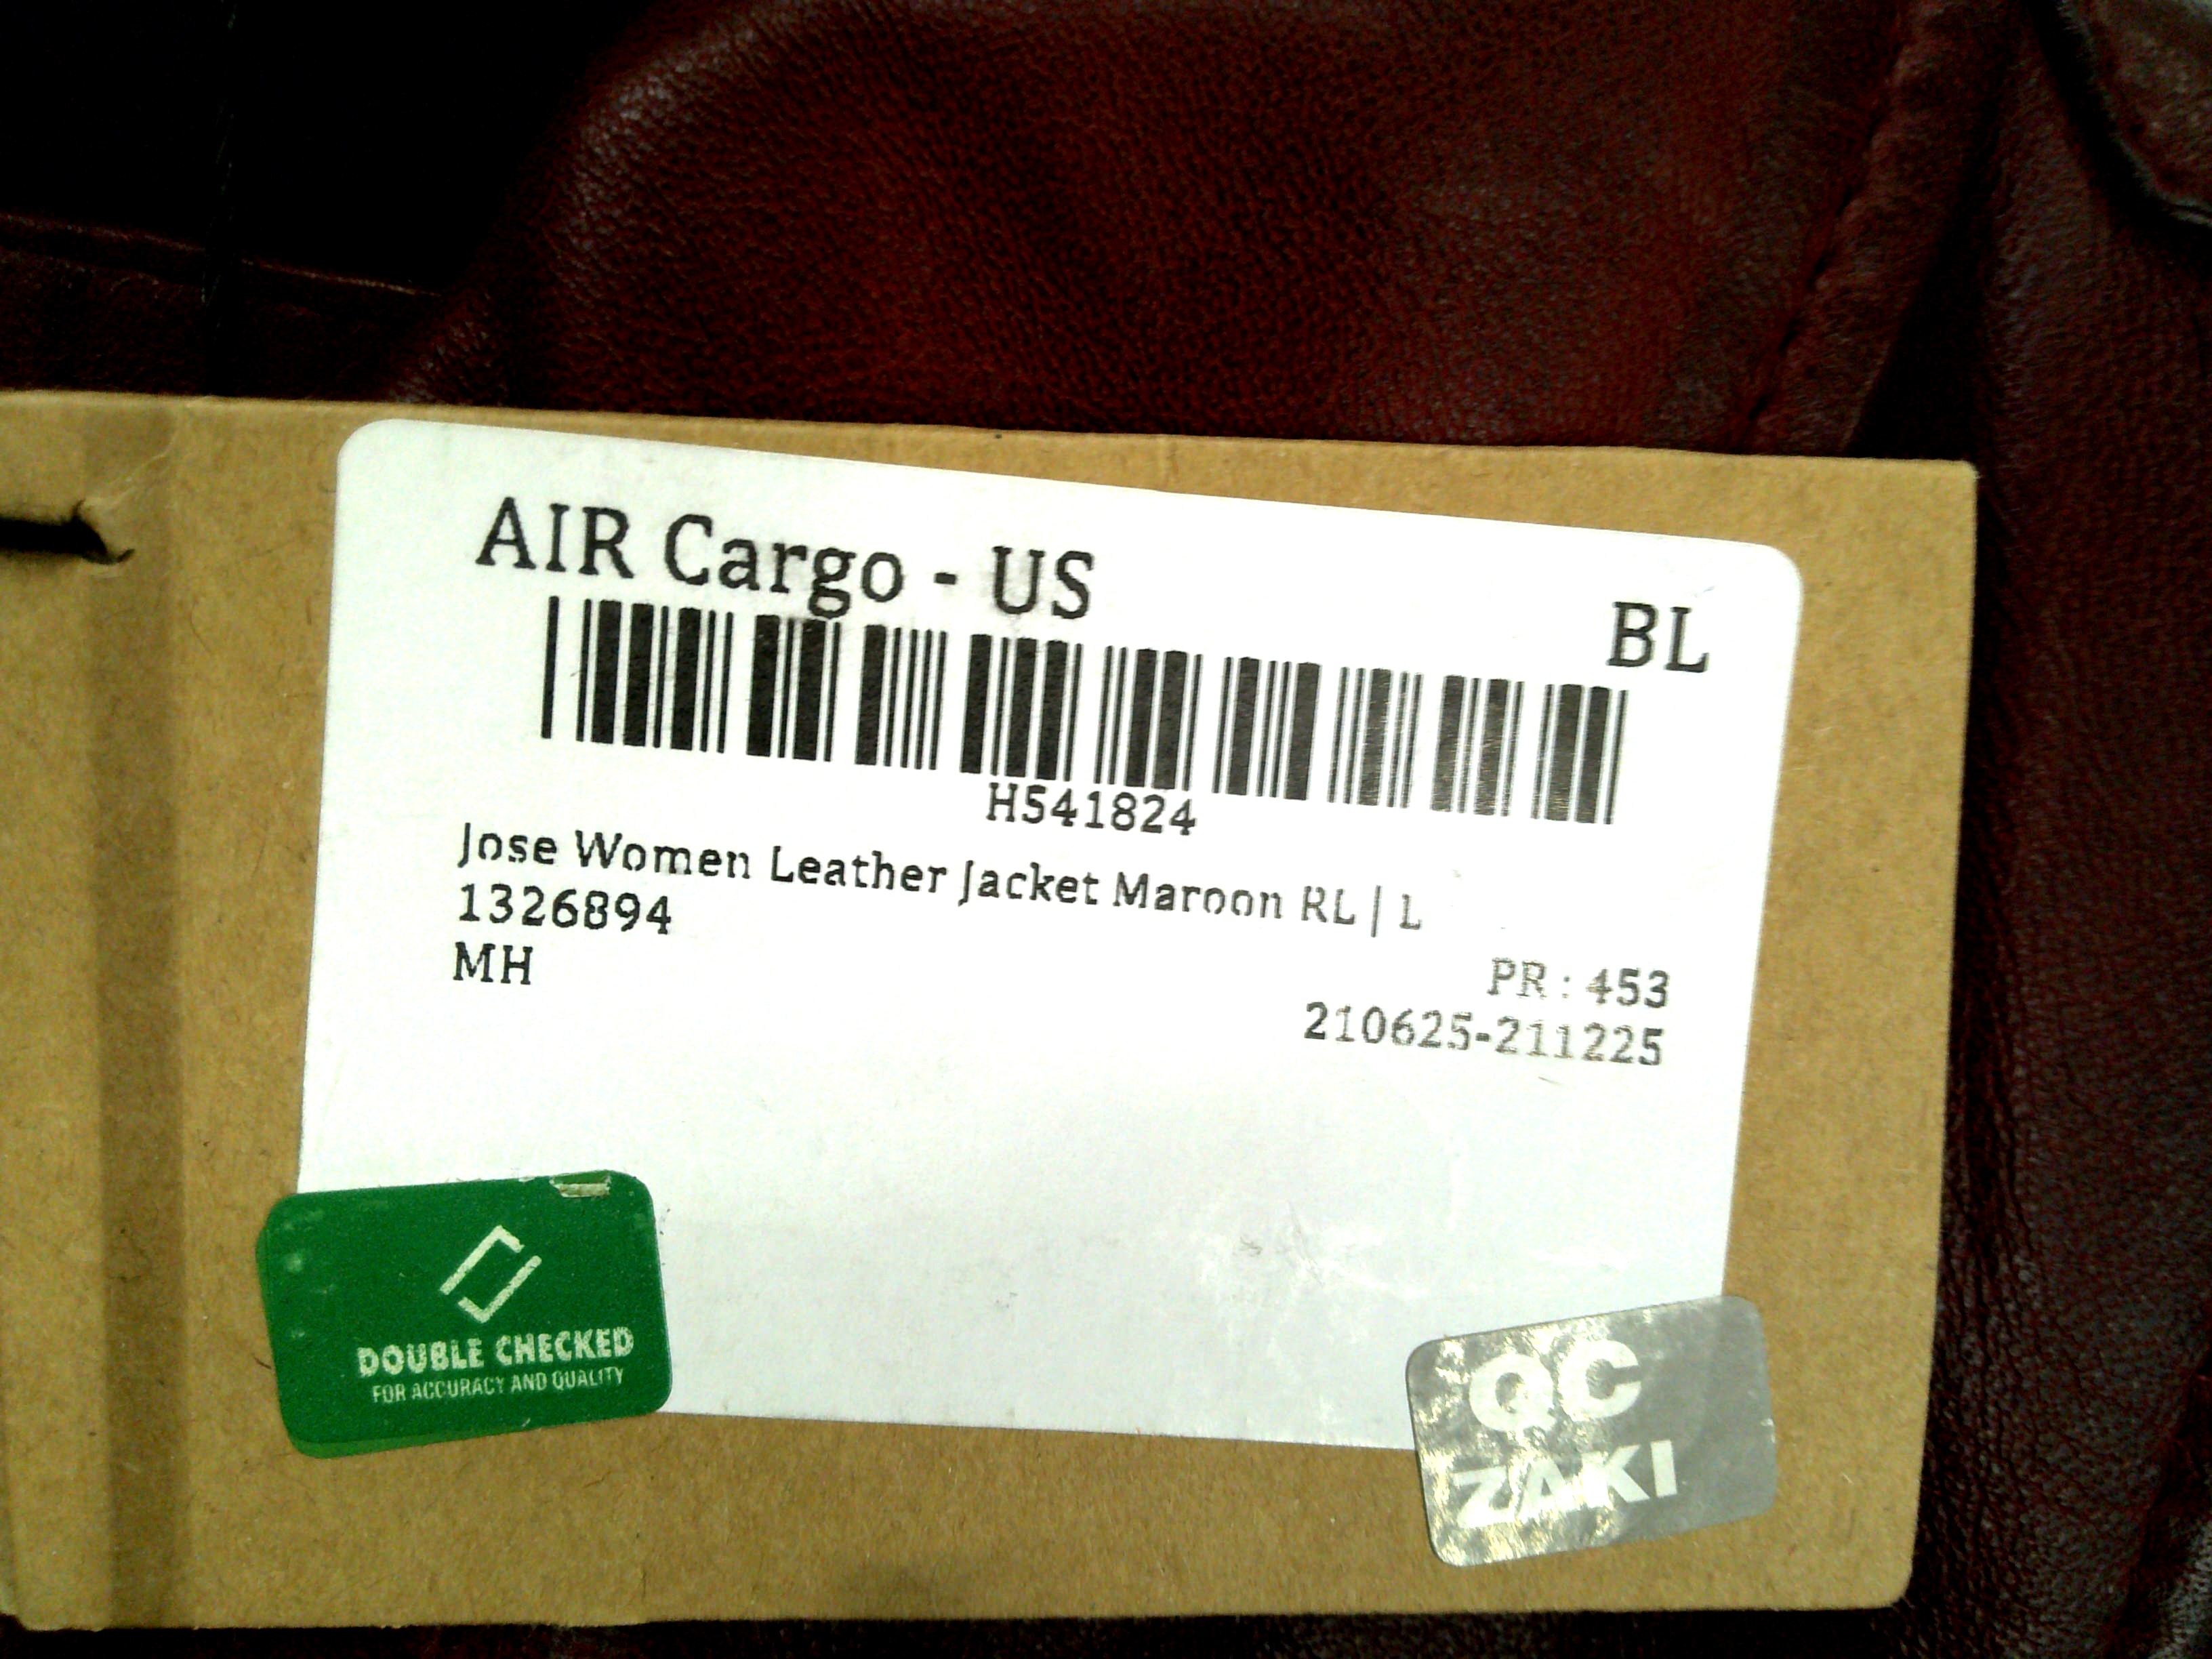 AIR Cargo - US
BL
H541824
Jose Women Leather Jacket Maroon RL | L
1326894
MH
PR : 453
210625-211225
DOUBLE CHECKED
FOR ACCURACY AND QUALITY
QC
ZAKI